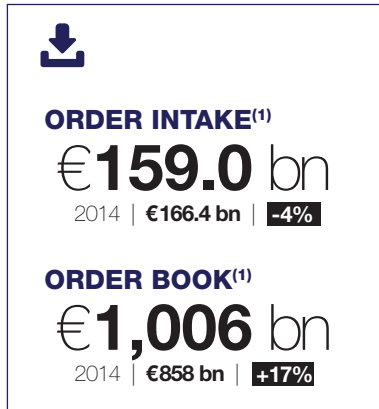 ORDER INTAKE(1)
€159.0 bn
2014 | €166.4 bn | -4%
ORDER BOOK(1)
€1,006 bn
2014 | €858 bn | +17%